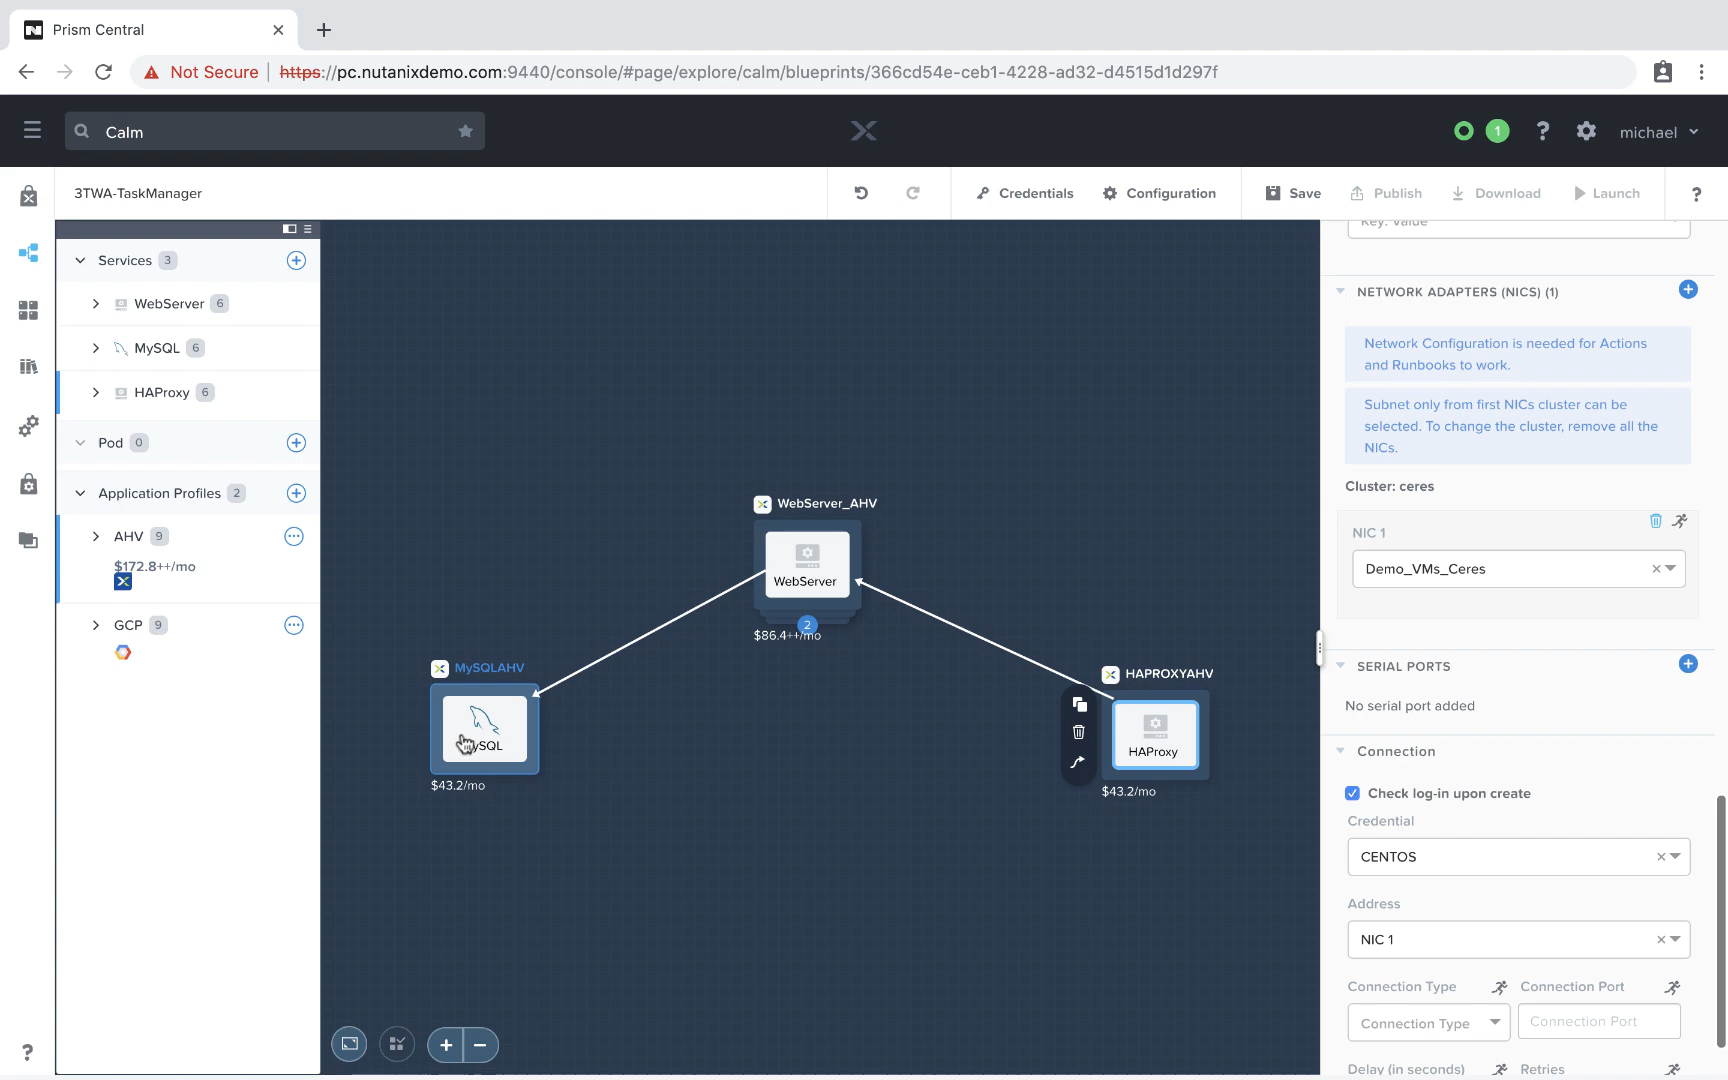 Prism Central
Not Secure
https://pc.nutanixdemo.com:9440/console/#page/explore/calm/blueprints/366cd54e-ceb1-4228-ad32-d4515d1d297f
Calm
1
?
michael
3TWA-TaskManager
Credentials
Configuration
Save
Publish
Download
Launch
?
Services 3
WebServer 6
MySQL 6
HAProxy 6
Pod 0
Application Profiles 2
AHV 9
$172.8++/mo
GCP 9
?
WebServer_AHV
WebServer
2
$86.4++/mo
MySQLAHV
ySQL
$43.2/mo
HAPROXYAHV
HAProxy
$43.2/mo
Key: Value
NETWORK ADAPTERS (NICS) (1)
Network Configuration is needed for Actions
and Runbooks to work.
Subnet only from first NICs cluster can be
selected. To change the cluster, remove all the
NICs.
Cluster: ceres
NIC 1
Demo_VMs_Ceres
SERIAL PORTS
No serial port added
Connection
Check log-in upon create
Credential
CENTOS
Address
NIC 1
Connection Type
Connection Port
Connection Type
Connection Port
Delay (in seconds)
Retries